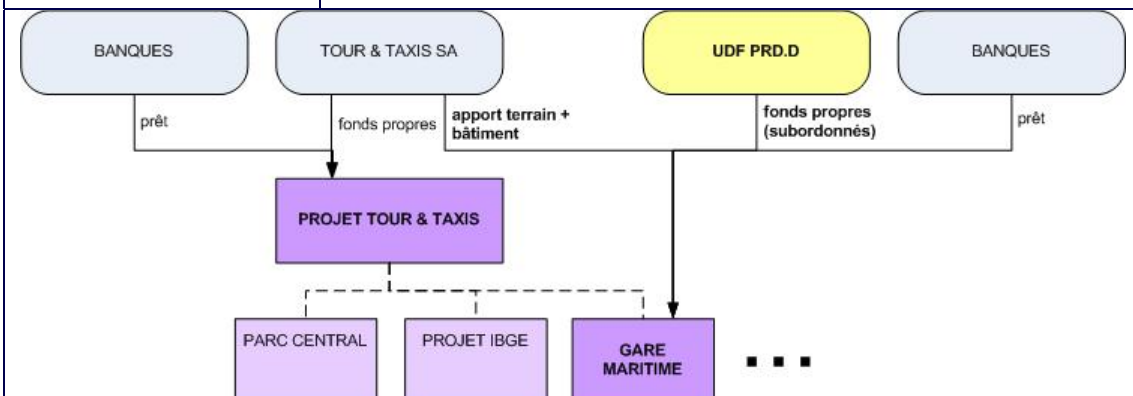 BANQUES
TOUR & TAXIS SA
UDF PRD.D
BANQUES
prêt
fonds propres
apport terrain +
bâtiment
fonds propres
(subordonnés)
prêt
PROJET TOUR & TAXIS
PARC CENTRAL
PROJET IBGE
GARE
MARITIME
...